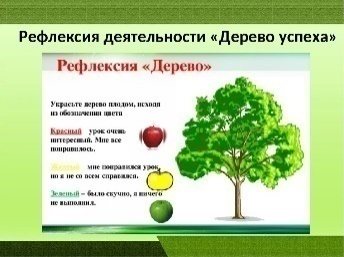 Рефлексия деятельности «Дерево успеха»
Рефлексия «Дерево»
Украсьте дерево плодом, исходя
из обозначения цвета
Красный урок очень
интересный. Мне все
понравилось.
Желтый мне понравился урок,
но я не со всем справился.
Зеленый – было скучно, я ничего
не выполнил.